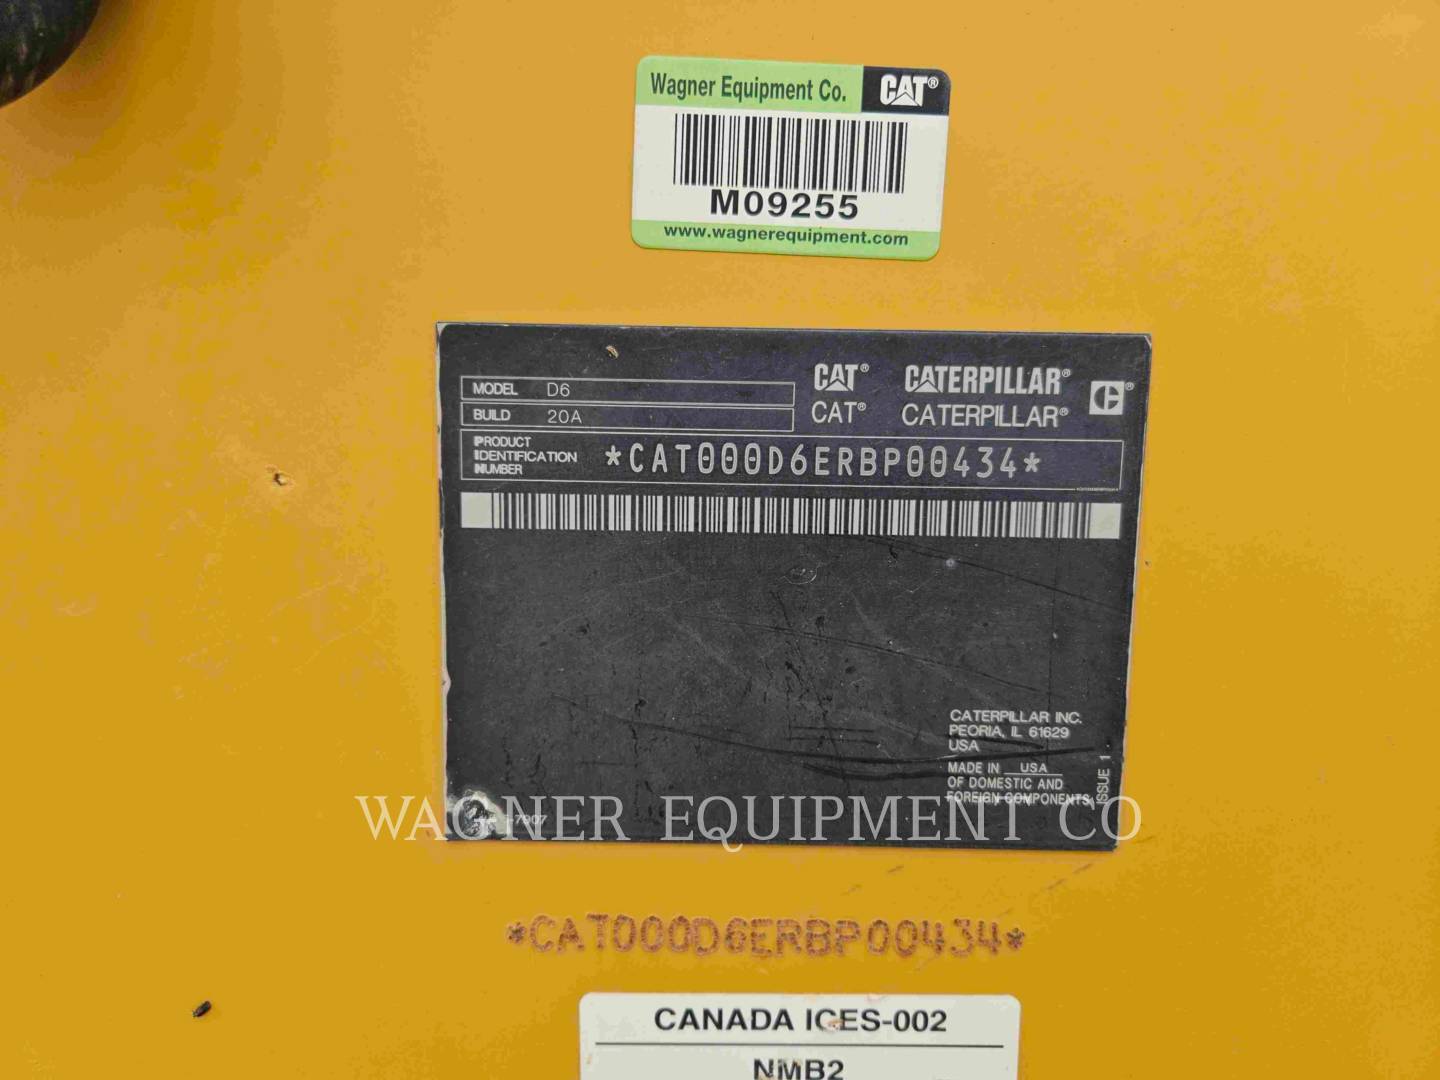 Wagner Equipment Co. CAT®
M09255
www.wagnerequipment.com
MODEL D6
BUILD 20A
CAT® CATERPILLAR® ®
CAT® CATERPILLAR®
PRODUCT
IDENTIFICATION
NUMBER
*CAT000D6ERBP00434*
CATERPILLAR INC.
PEORIA, IL 61629
USA
MADE IN USA
OF DOMESTIC AND
FOREIGN COMPONENTS
ISSUE 1
-7907
WAGNER EQUIPMENT CO
*CAT000D6ERBP00434*
CANADA ICES-002
NMB2